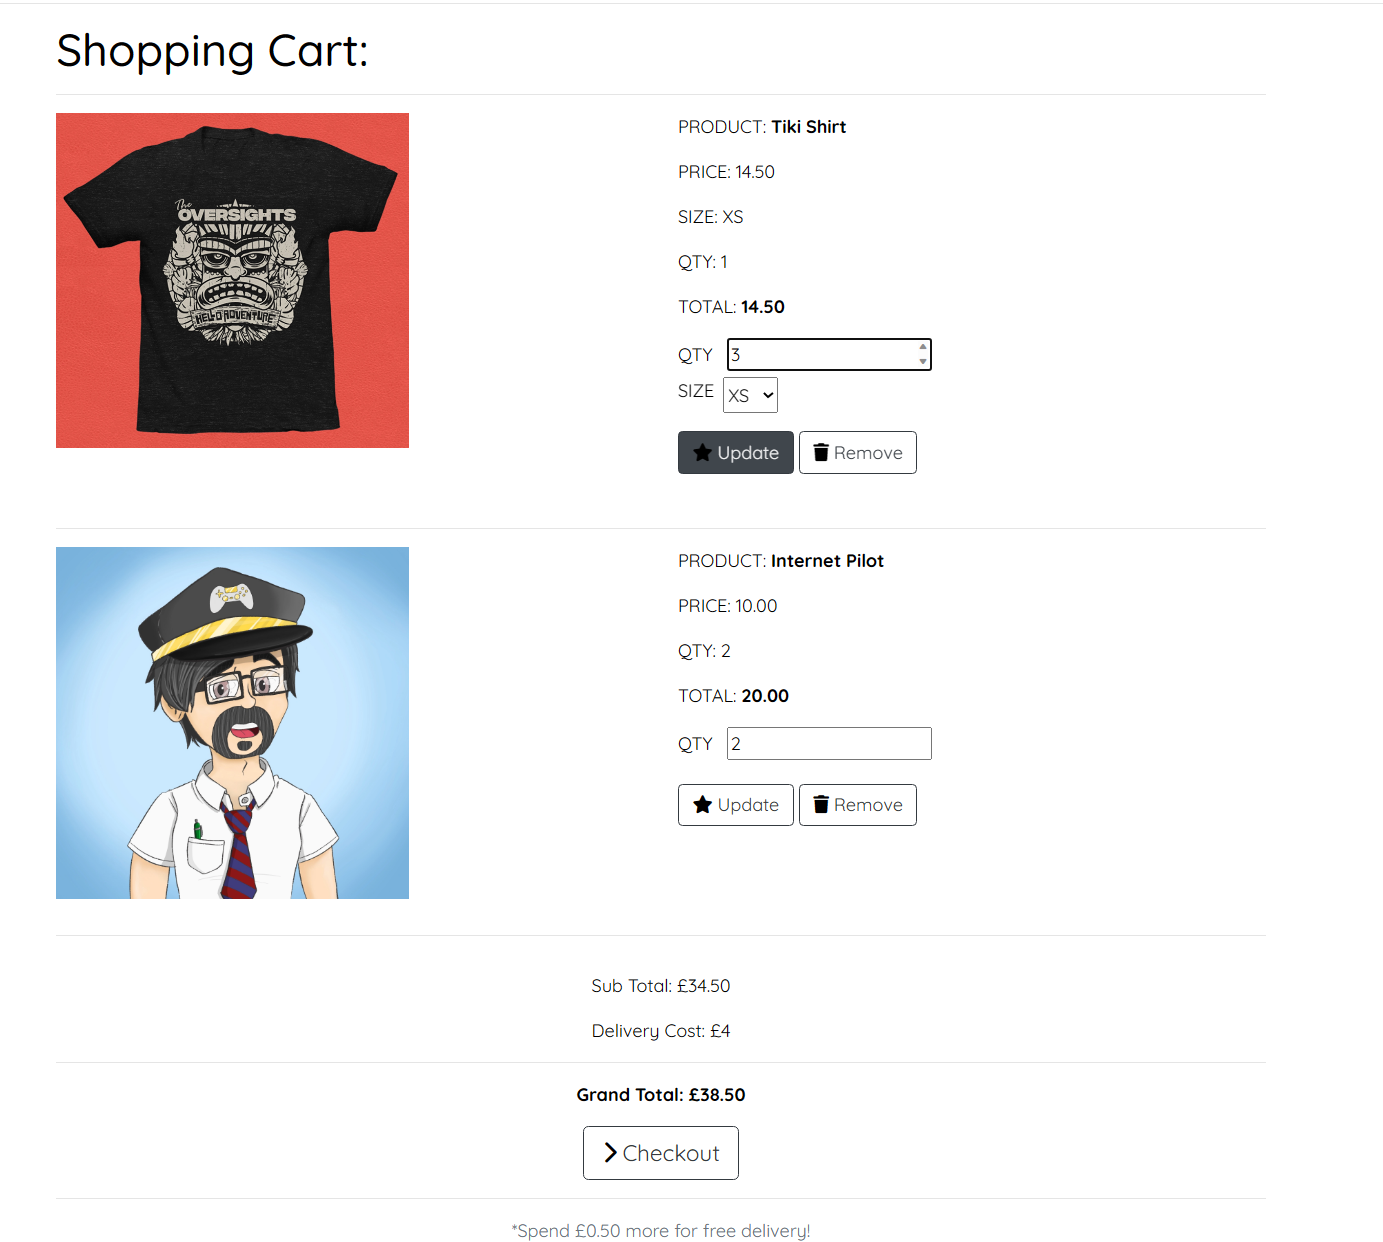 Shopping Cart:
The
OVERSIGHTS
HELLO ADVENTURE
PRODUCT: Tiki Shirt
PRICE: 14.50
SIZE: XS
QTY: 1
TOTAL: 14.50
QTY 3
SIZE XS
Update Remove
PRODUCT: Internet Pilot
PRICE: 10.00
QTY: 2
TOTAL: 20.00
QTY 2
Update Remove
Sub Total: £34.50
Delivery Cost: £4
Grand Total: £38.50
Checkout
*Spend £0.50 more for free delivery!